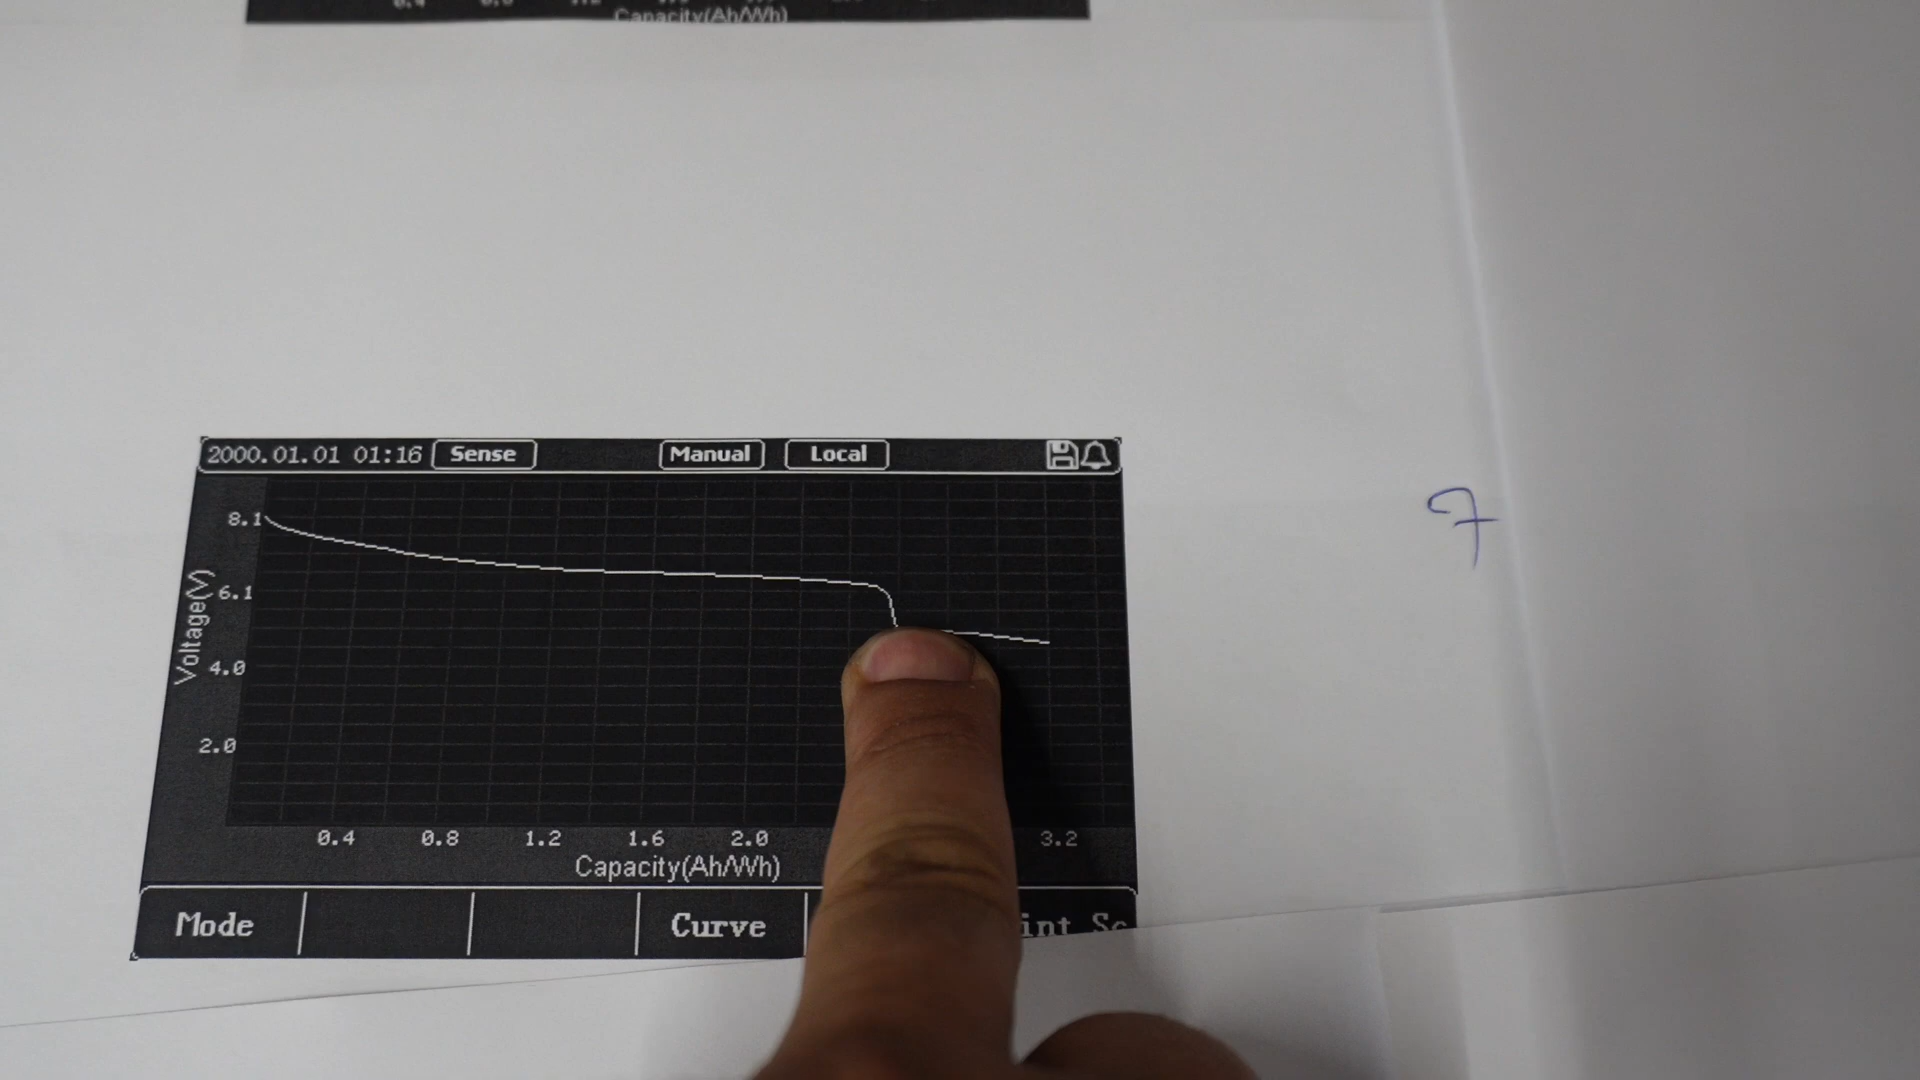 Capacity(Ah/Wh)
2000.01.01 01:16 Sense Manual Local
8.1
6.1
4.0
2.0
Voltage(V)
0.4 0.8 1.2 1.6 2.0 3.2
Capacity(Ah/Wh)
Mode Curve int Sc
7